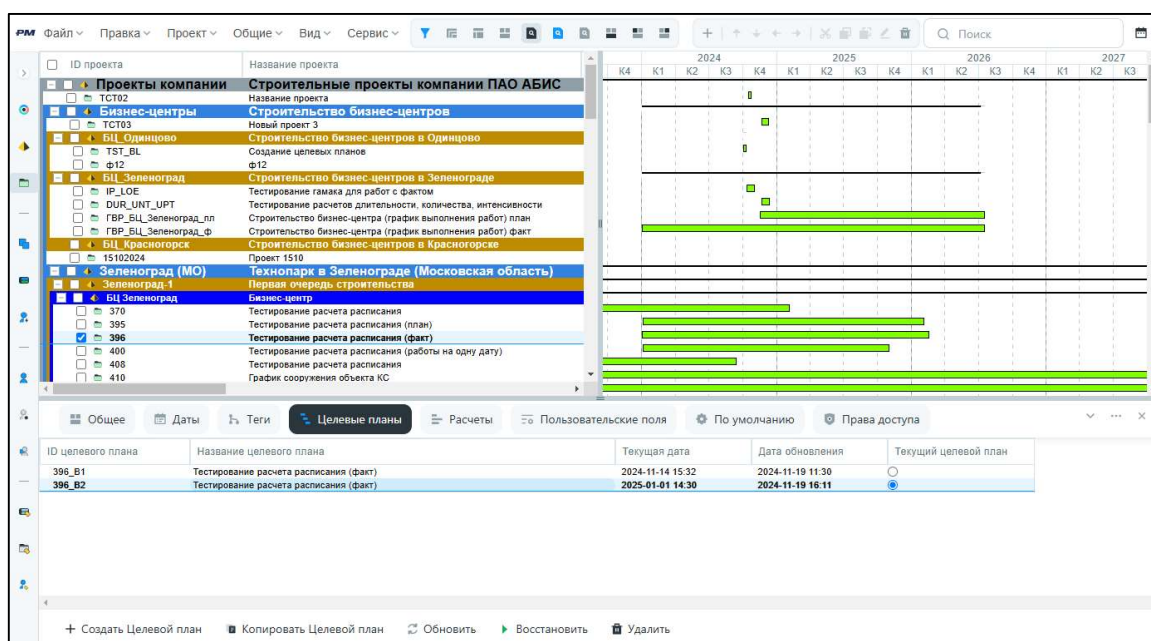 PM Файл Правка Проект Общие Вид Сервис Поиск
ID проекта Название проекта
2024 2025 2026 2027
К4 К1 К2 К3 К4 К1 К2 К3 К4 К1 К2 К3 К4 К1 К2 К3
Проекты компании Строительные проекты компании ПАО АБИС
ТСТ02 Название проекта
Бизнес-центры Строительство бизнес-центров
ТСТ03 Новый проект 3
БЦ_Одинцово Строительство бизнес-центров в Одинцово
TST_BL Создание целевых планов
ф12 ф12
БЦ_Зеленоград Строительство бизнес-центров в Зеленограде
IP_LOE Тестирование гамака для работ с фактом
DUR_UNT_UPT Тестирование расчетов длительности, количества, интенсивности
ГВР_БЦ_Зеленоград_пл Строительство бизнес-центра (график выполнения работ) план
ГВР_БЦ_Зеленоград_ф Строительство бизнес-центра (график выполнения работ) факт
БЦ_Красногорск Строительство бизнес-центров в Красногорске
15102024 Проект 1510
Зеленоград (МО) Технопарк в Зеленограде (Московская область)
Зеленоград-1 Первая очередь строительства
БЦ Зеленоград Бизнес-центр
370 Тестирование расчета расписания
395 Тестирование расчета расписания (план)
396 Тестирование расчета расписания (факт)
400 Тестирование расчета расписания (работы на одну дату)
408 Тестирование расчета расписания
410 График сооружения объекта КС
Общее Даты Теги Целевые планы Расчеты Пользовательские поля По умолчанию Права доступа
ID целевого плана Название целевого плана Текущая дата Дата обновления Текущий целевой план
396_B1 Тестирование расчета расписания (факт) 2024-11-14 15:32 2024-11-19 11:30
396_B2 Тестирование расчета расписания (факт) 2025-01-01 14:30 2024-11-19 16:11
Создать Целевой план Копировать Целевой план Обновить Восстановить Удалить